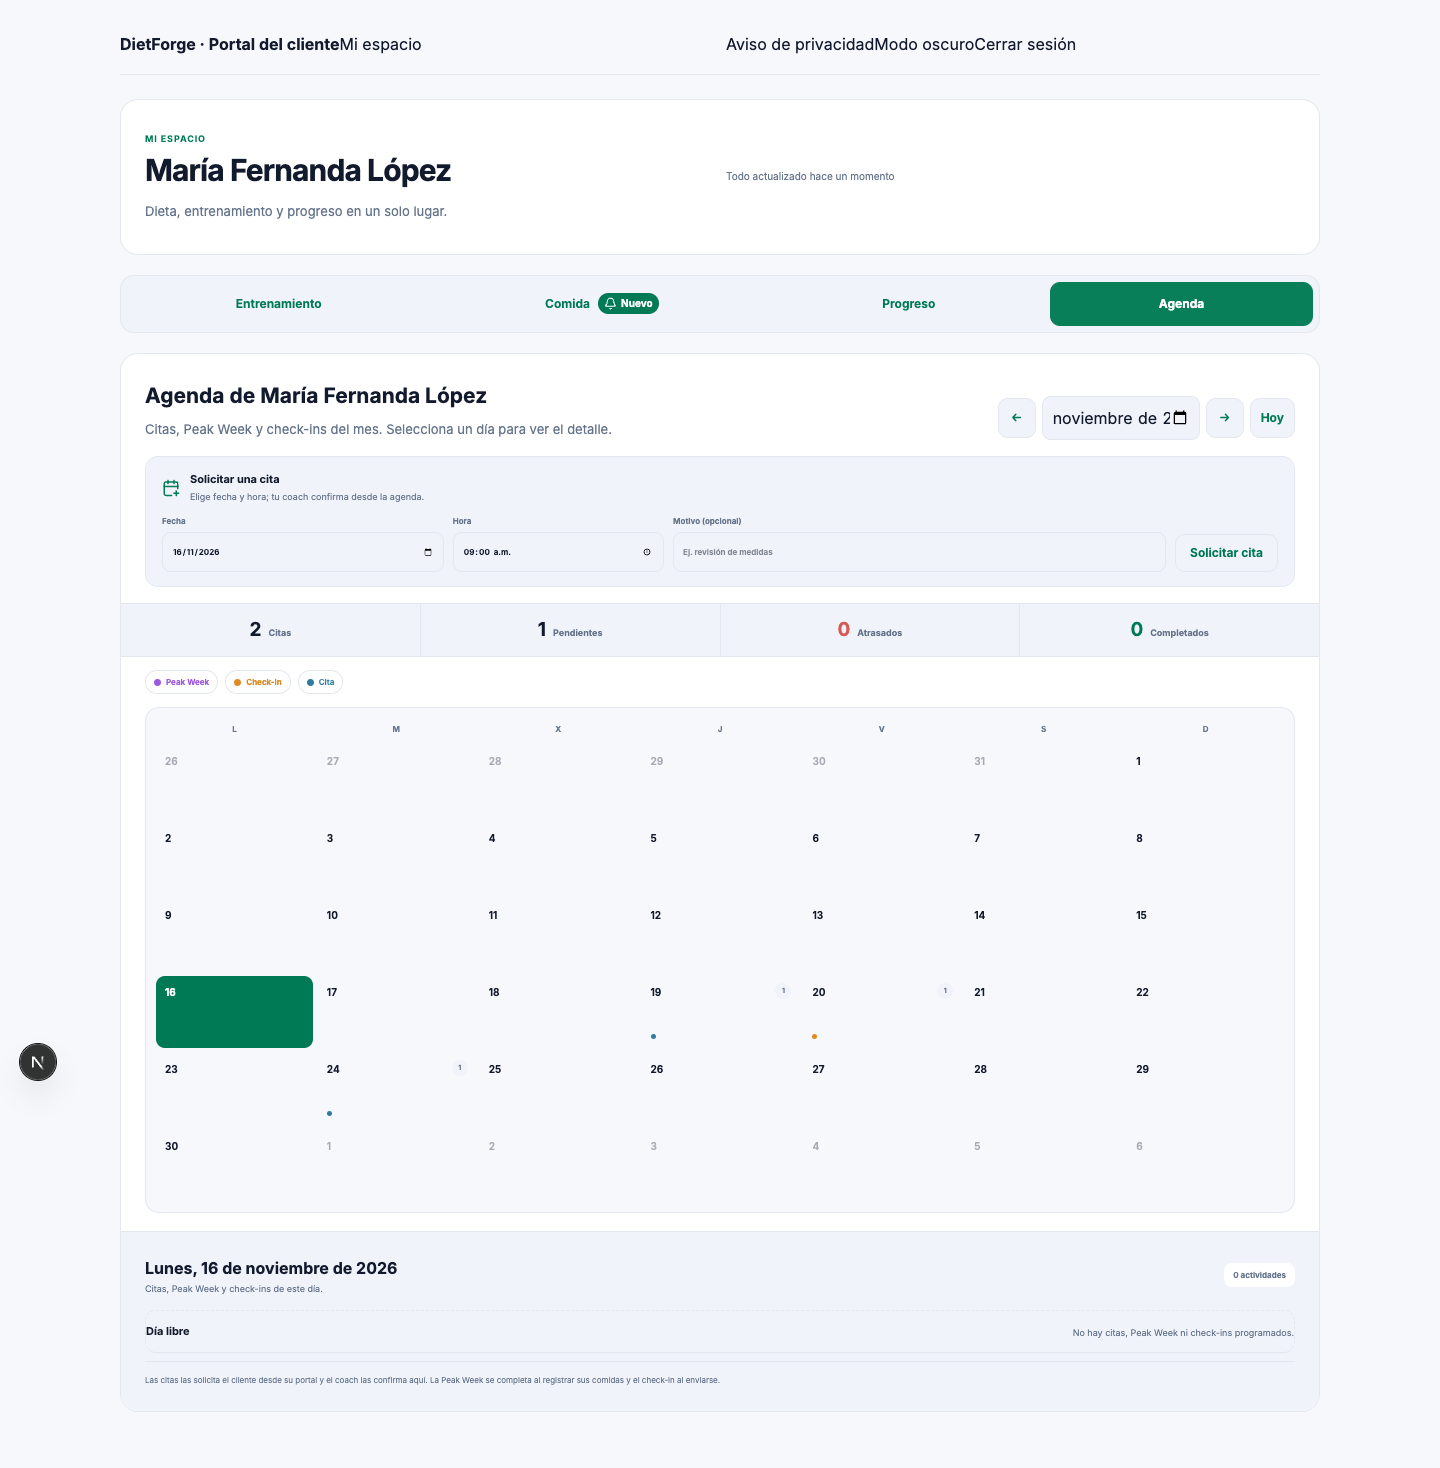 DietForge · Portal del clienteMi espacio
Aviso de privacidadModo oscuroCerrar sesión
MI ESPACIO
María Fernanda López
Todo actualizado hace un momento
Dieta, entrenamiento y progreso en un solo lugar.
Entrenamiento
Comida
Nuevo
Progreso
Agenda
Agenda de María Fernanda López
Citas, Peak Week y check-ins del mes. Selecciona un día para ver el detalle.
←
noviembre de 2
→
Hoy
Solicitar una cita
Elige fecha y hora; tu coach confirma desde la agenda.
Fecha
Hora
Motivo (opcional)
16/11/2026
09:00 a.m.
Ej. revisión de medidas
Solicitar cita
2 Citas
1 Pendientes
0 Atrasados
0 Completados
Peak Week
Check-in
Cita
L M X J V S D
26 27 28 29 30 31 1
2 3 4 5 6 7 8
9 10 11 12 13 14 15
16 17 18 19 1 20 1 21 22
23 24 1 25 26 27 28 29
30 1 2 3 4 5 6
Lunes, 16 de noviembre de 2026
Citas, Peak Week y check-ins de este día.
0 actividades
Día libre
No hay citas, Peak Week ni check-ins programados.
Las citas las solicita el cliente desde su portal y el coach las confirma aquí. La Peak Week se completa al registrar sus comidas y el check-in al enviarse.
N